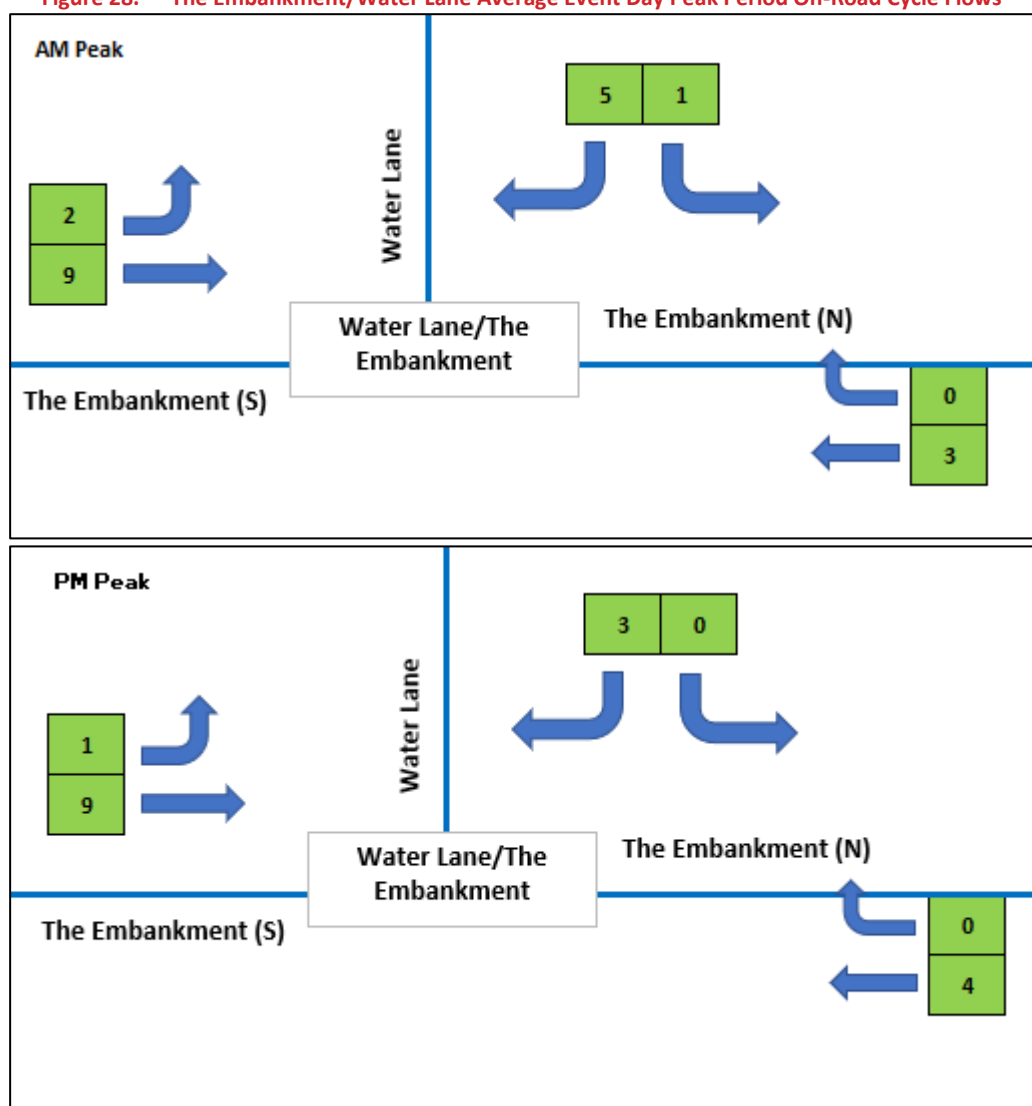 Figure 28. The Embankment/Water Lane Average Event Day Peak Period On-Road Cycle Flows
AM Peak
5 1
Water Lane
2
9
Water Lane/The
Embankment
The Embankment (N)
The Embankment (S)
0
3
PM Peak
3 0
Water Lane
1
9
Water Lane/The
Embankment
The Embankment (N)
The Embankment (S)
0
4